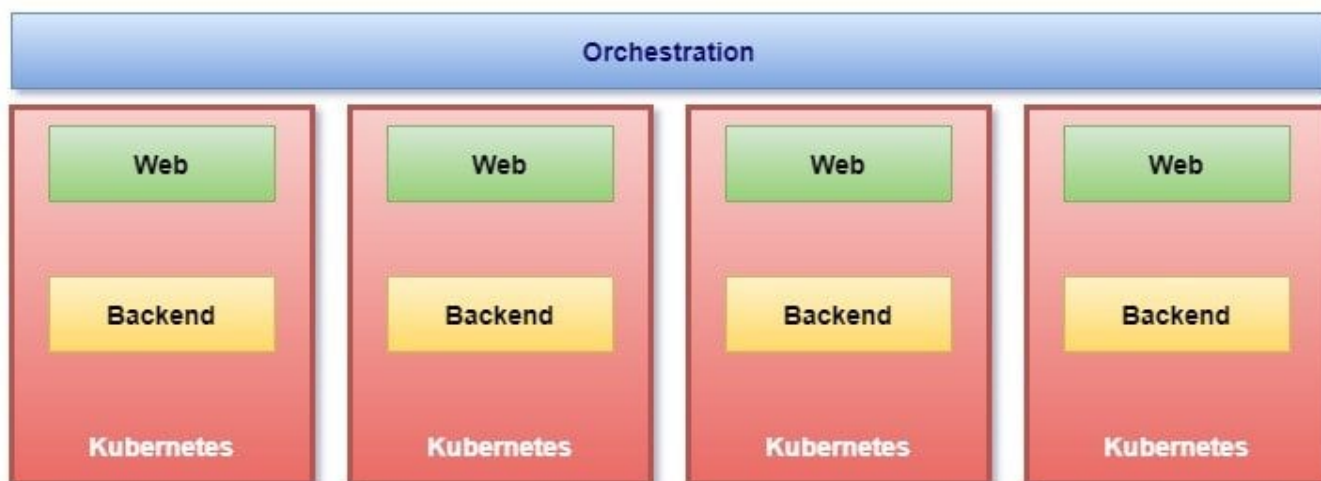 Orchestration
Web
Web
Web
Web
Backend
Backend
Backend
Backend
Kubernetes
Kubernetes
Kubernetes
Kubernetes